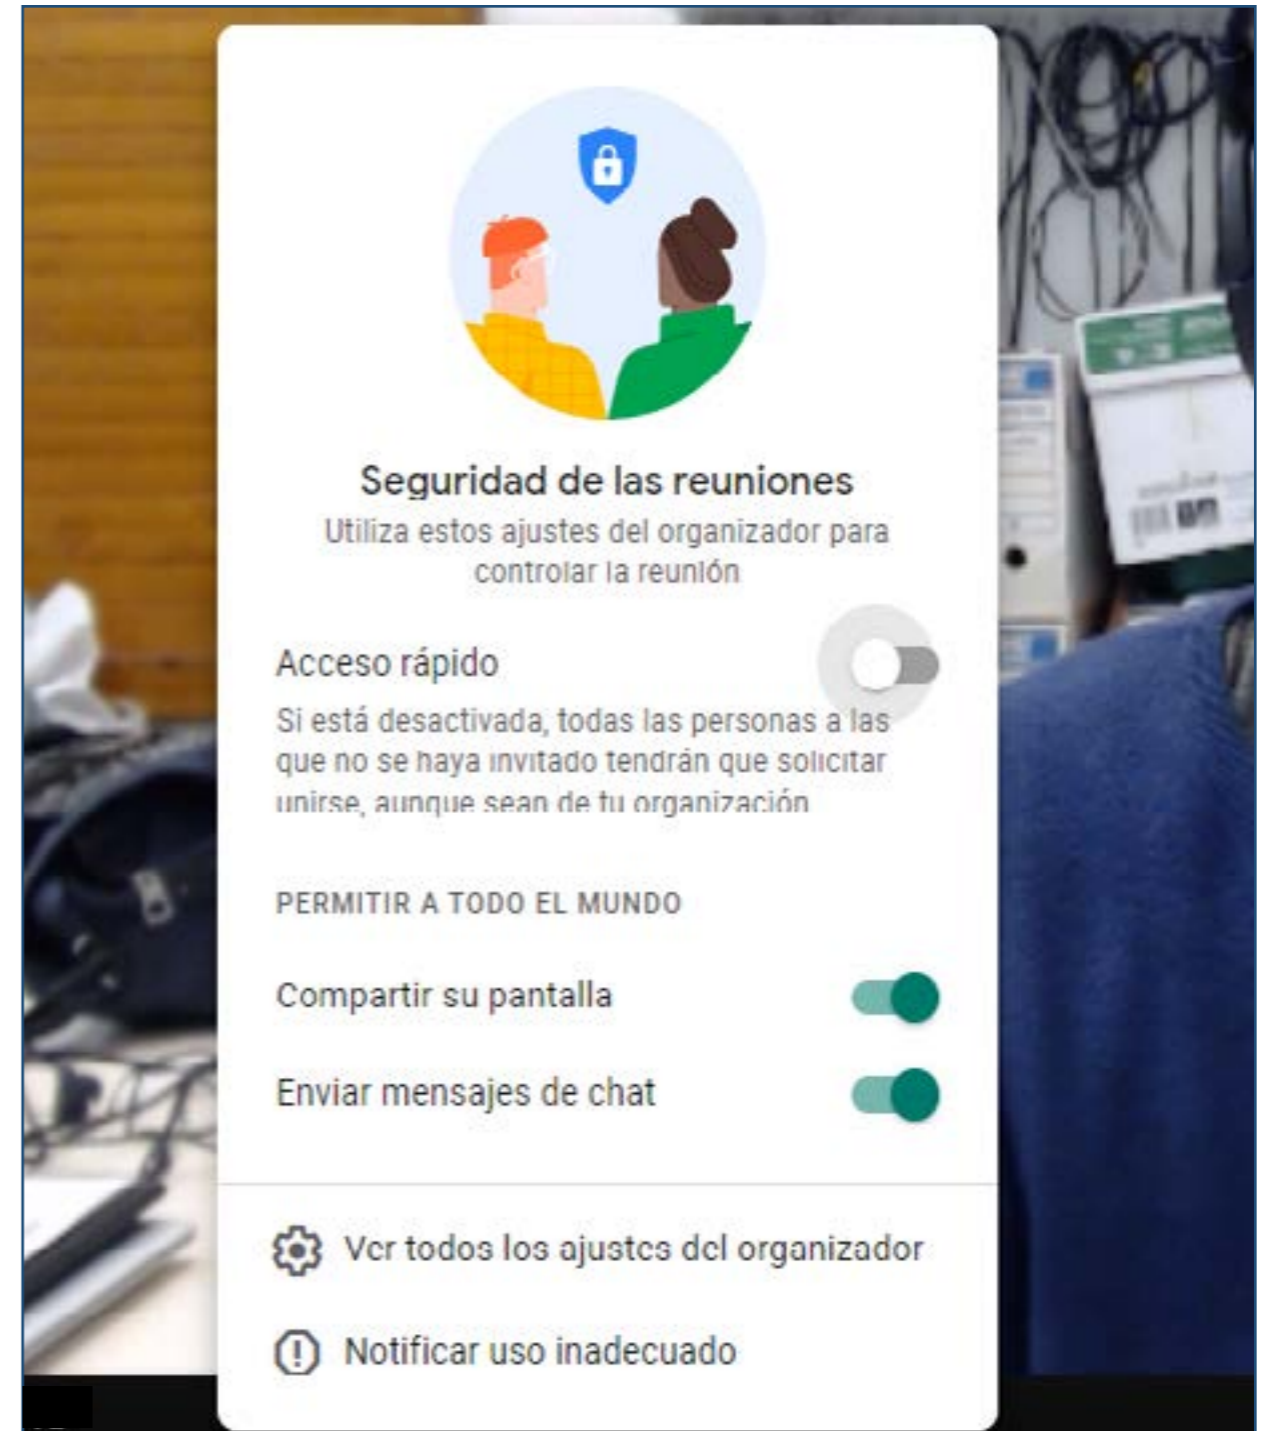 Seguridad de las reuniones
Utiliza estos ajustes del organizador para
controlar la reunión
Acceso rápido
Si está desactivada, todas las personas a las
que no se haya invitado tendrán que solicitar
unirse, aunque sean de tu organización
PERMITIR A TODO EL MUNDO
Compartir su pantalla
Enviar mensajes de chat
Ver todos los ajustes del organizador
Notificar uso inadecuado